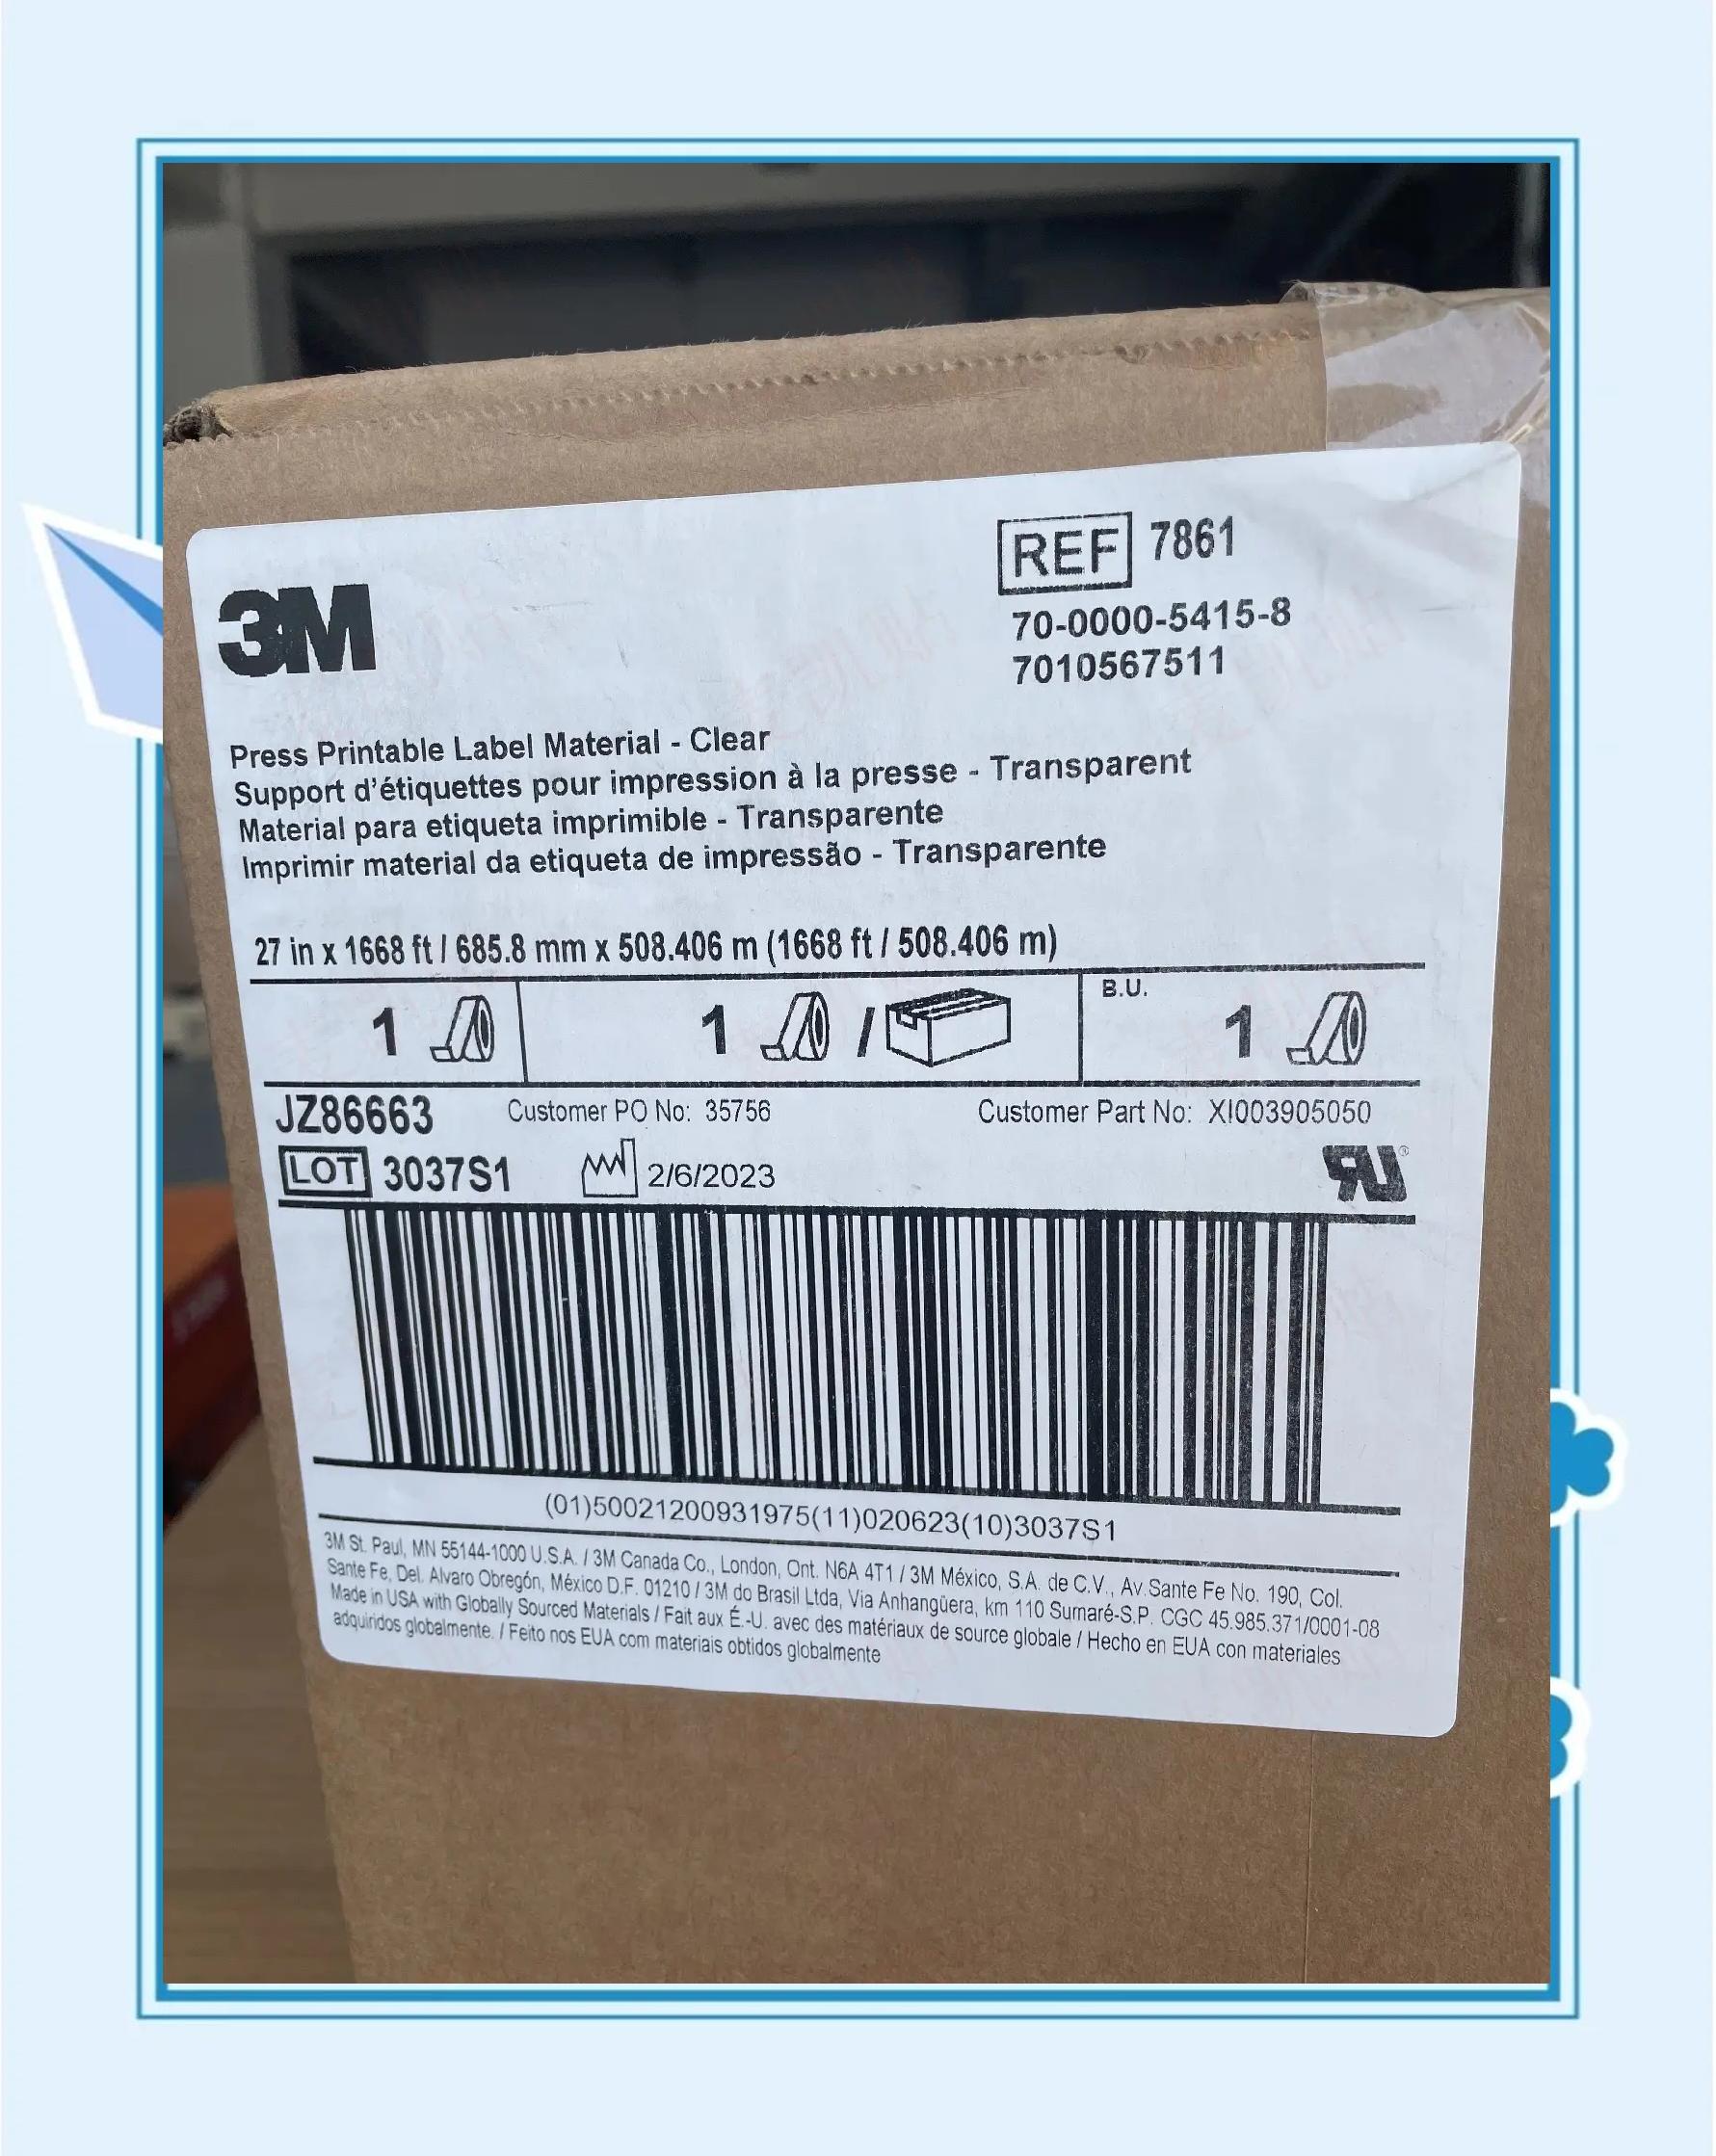 3M
REF 7861
70-0000-5415-8
7010567511
Press Printable Label Material - Clear
Support d'étiquettes pour impression à la presse - Transparent
Material para etiqueta imprimible - Transparente
Imprimir material da etiqueta de impressão - Transparente
27 in x 1668 ft / 685.8 mm x 508.406 m (1668 ft / 508.406 m)
B.U.
1 1 / 1
JZ86663 Customer PO No: 35756 Customer Part No: XI003905050
LOT 3037S1 2/6/2023 RU®
(01)50021200931975(11)020623(10)3037S1
3M St. Paul, MN 55144-1000 U.S.A. / 3M Canada Co., London, Ont. N6A 4T1 / 3M México, S.A. de C.V., Av.Sante Fe No. 190, Col.
Sante Fe, Del. Alvaro Obregón, México D.F. 01210 / 3M do Brasil Ltda, Via Anhangüera, km 110 Sumaré-S.P. CGC 45.985.371/0001-08
Made in USA with Globally Sourced Materials / Fait aux É.-U. avec des matériaux de source globale / Hecho en EUA con materiales
adquiridos globalmente. / Feito nos EUA com materiais obtidos globalmente